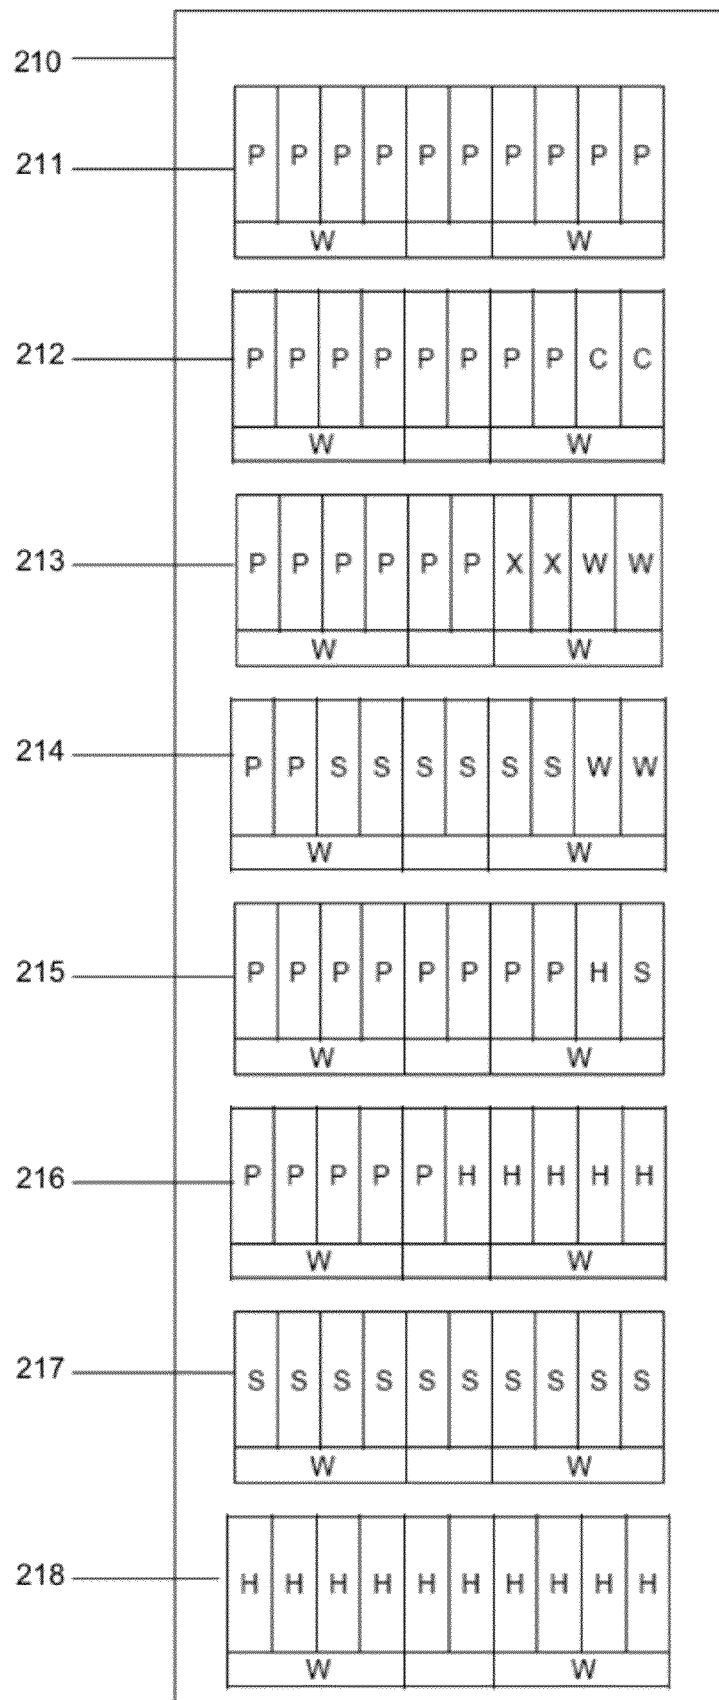 210
211 P P P P P P P P P P
W W
212 P P P P P P P P C C
W W
213 P P P P P P X X W W
W W
214 P P S S S S S S W W
W W
215 P P P P P P P P H S
W W
216 P P P P P H H H H H
W W
217 S S S S S S S S S S
W W
218 H H H H H H H H H H
W W